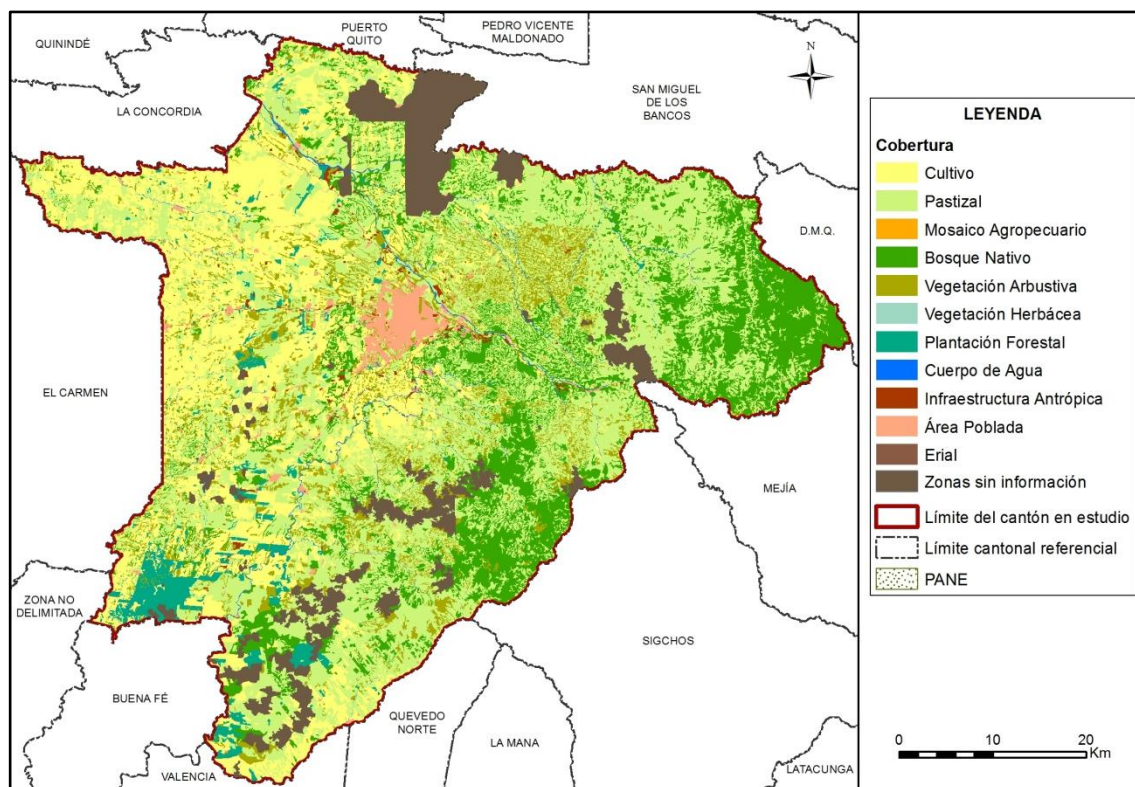 QUININDÉ
PUERTO
QUITO
PEDRO VICENTE
MALDONADO
LA CONCORDIA
SAN MIGUEL
DE LOS
BANCOS
N
D.M.Q.
EL CARMEN
MEJÍA
ZONA NO
DELIMITADA
SIGCHOS
BUENA FÉ
QUEVEDO
NORTE
LA MANA
VALENCIA
LATACUNGA
LEYENDA
Cobertura
Cultivo
Pastizal
Mosaico Agropecuario
Bosque Nativo
Vegetación Arbustiva
Vegetación Herbácea
Plantación Forestal
Cuerpo de Agua
Infraestructura Antrópica
Área Poblada
Erial
Zonas sin información
Límite del cantón en estudio
Límite cantonal referencial
PANE
0 10 20
Km